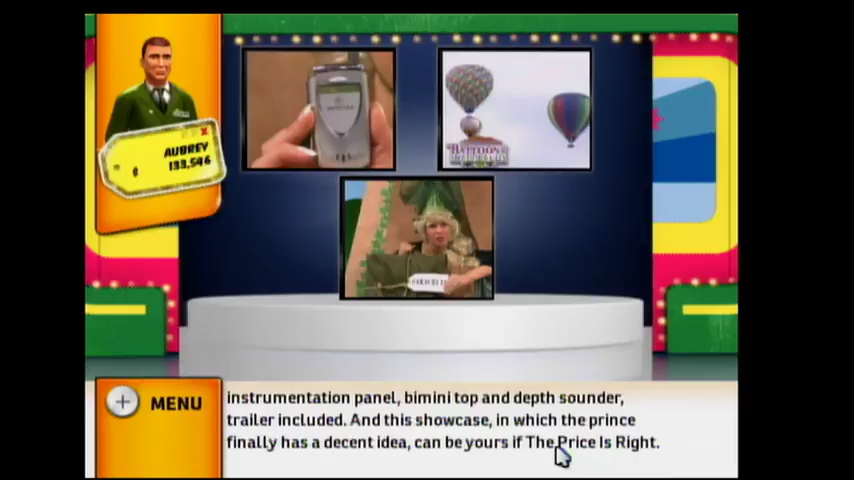 AUBREY
133,546
BALLOON
MENU
instrumentation panel, bimini top and depth sounder,
trailer included. And this showcase, in which the prince
finally has a decent idea, can be yours if The Price Is Right.